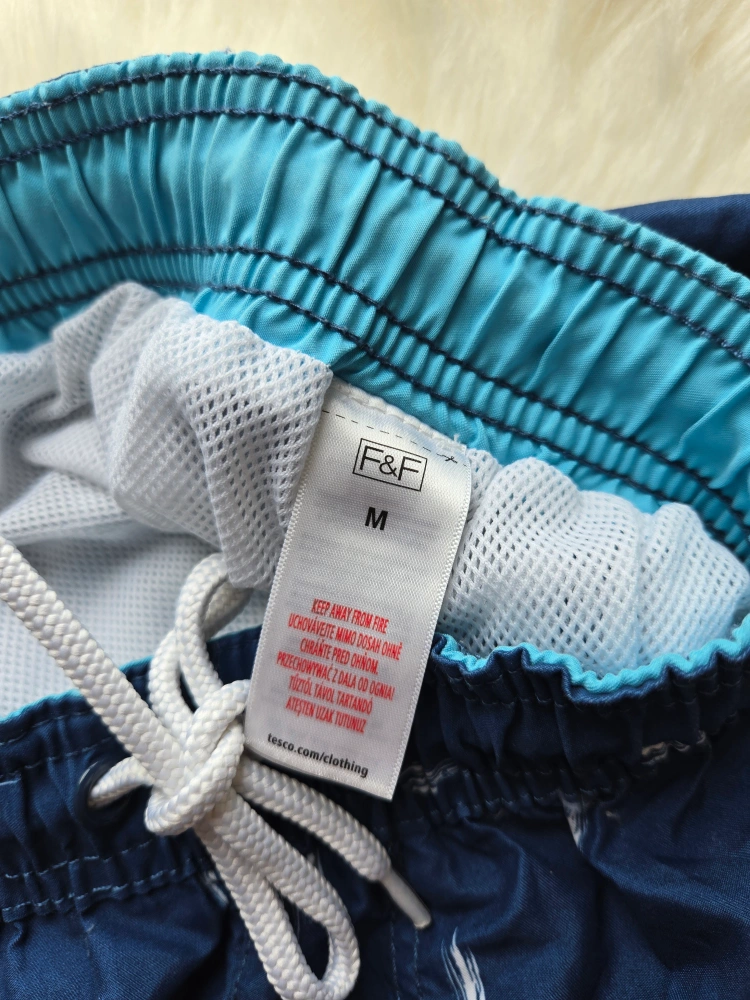 F&F
M
KEEP AWAY FROM FIRE
UCHOVÁVEJTE MIMO DOSAH OHNĚ
CHRÁŇTE PRED OHŇOM.
PRZECHOWYWAĆ Z DALA OD OGNIA!
TŰZTŐL TÁVOL TARTANDÓ
ATEŞTEN UZAK TUTUNUZ
tesco.com/clothing